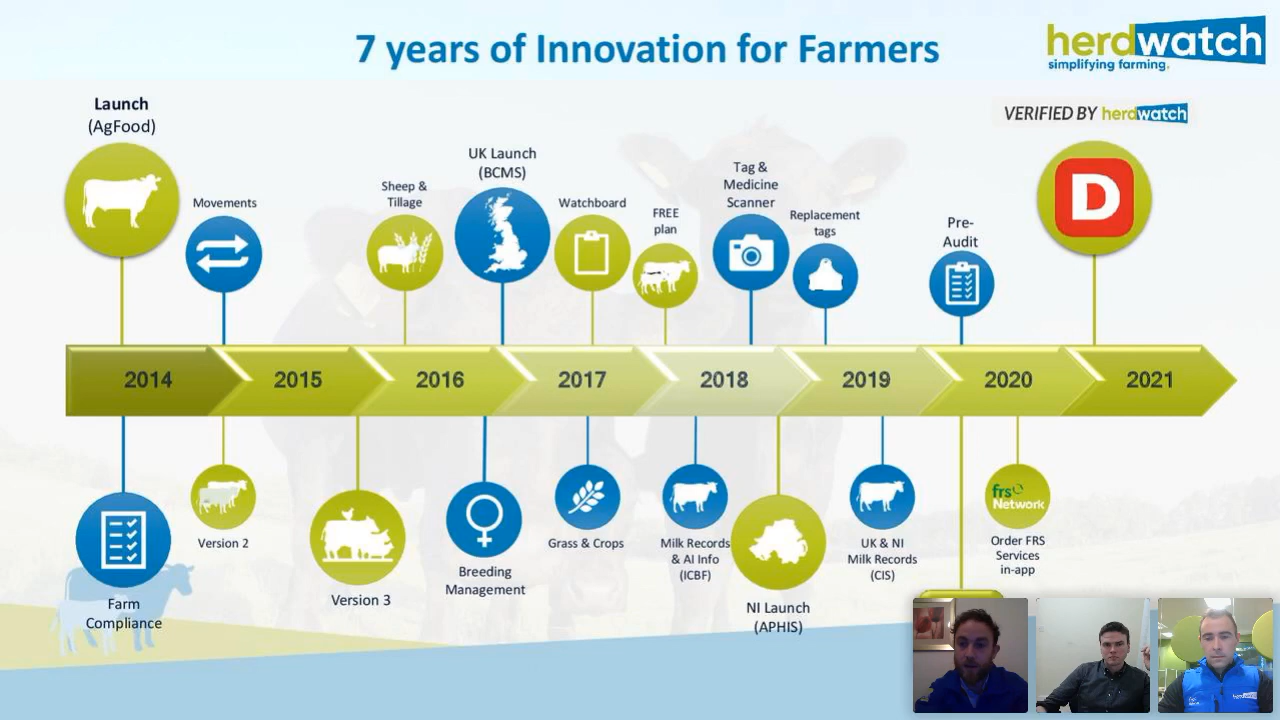 7 years of Innovation for Farmers
herdwatch
simplifying farming.
VERIFIED BY herdwatch
Launch
(AgFood)
Movements
Sheep &
Tillage
UK Launch
(BCMS)
Watchboard
FREE
plan
Tag &
Medicine
Scanner
Replacement
tags
Pre-
Audit
D
2014
2015
2016
2017
2018
2019
2020
2021
Farm
Compliance
Version 2
Version 3
Breeding
Management
Grass & Crops
Milk Records
& AI Info
(ICBF)
NI Launch
(APHIS)
UK & NI
Milk Records
(CIS)
frs
Network
Order FRS
Services
in-app
herdwatch